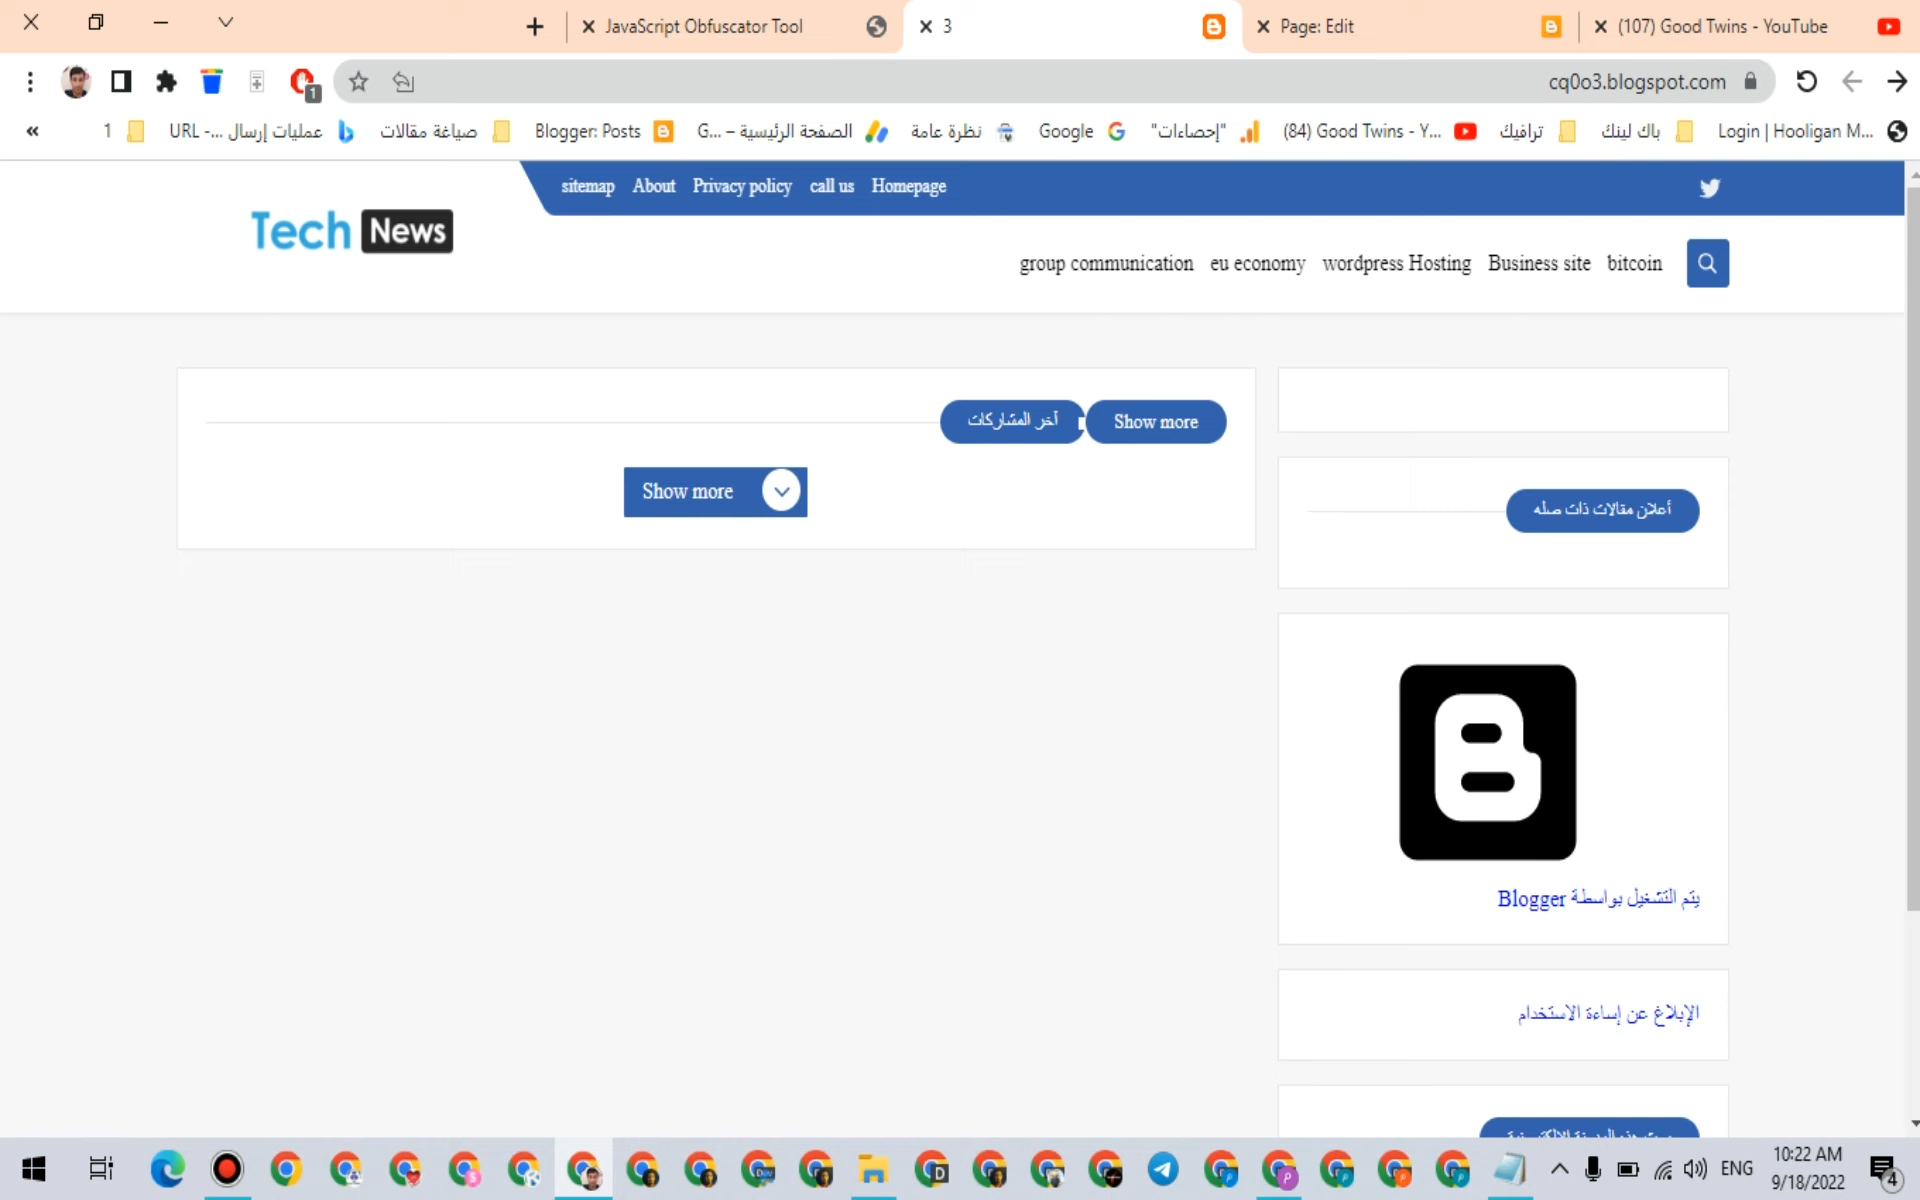 JavaScript Obfuscator Tool
3
Page: Edit
(107) Good Twins - YouTube
1
cq0o3.blogspot.com
«
1
URL -... عمليات إرسال
صياغة مقالات
Blogger: Posts
G... – الصفحة الرئيسية
نظرة عامة
Google
"إحصاءات"
(84) Good Twins - Y...
ترافيك
باك لينك
Login | Hooligan M...
sitemap About Privacy policy call us Homepage
Tech News
group communication eu economy wordpress Hosting Business site bitcoin
أخر المشاركات
Show more
Show more
أعلان مقالات ذات صله
يتم التشغيل بواسطة Blogger
الإبلاغ عن إساءة الاستخدام
ENG
10:22 AM
9/18/2022
4